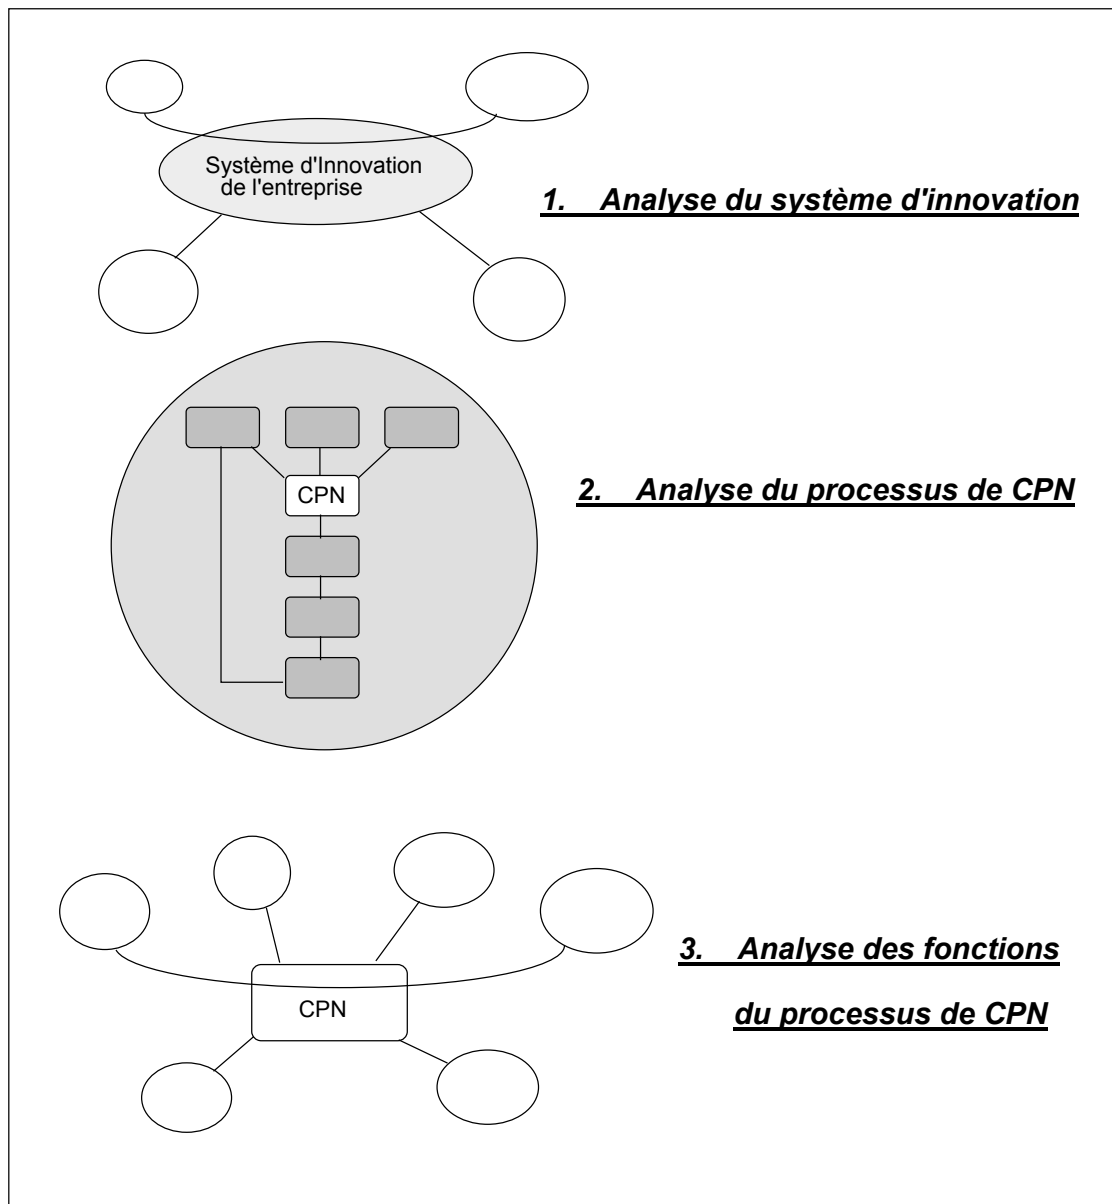 Système d'Innovation
de l'entreprise
1. Analyse du système d'innovation
CPN
2. Analyse du processus de CPN
CPN
3. Analyse des fonctions
du processus de CPN